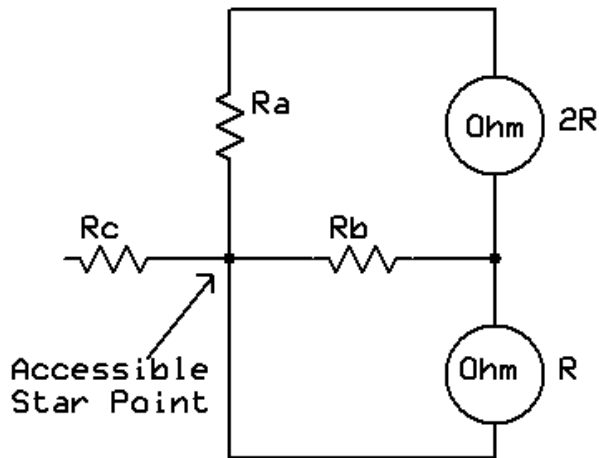 Ra
Ohm 2R
Rc
Rb
Accessible
Star Point
Ohm R